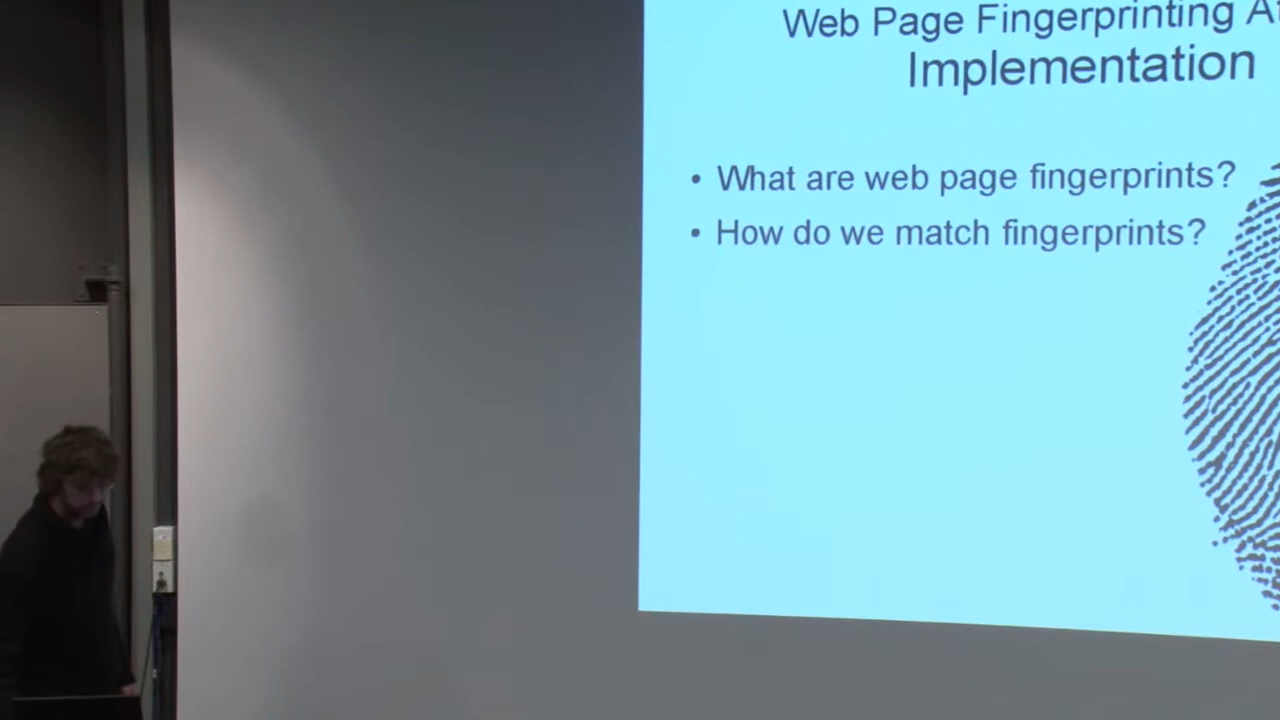 Web Page Fingerprinting
Implementation
• What are web page fingerprints?
• How do we match fingerprints?